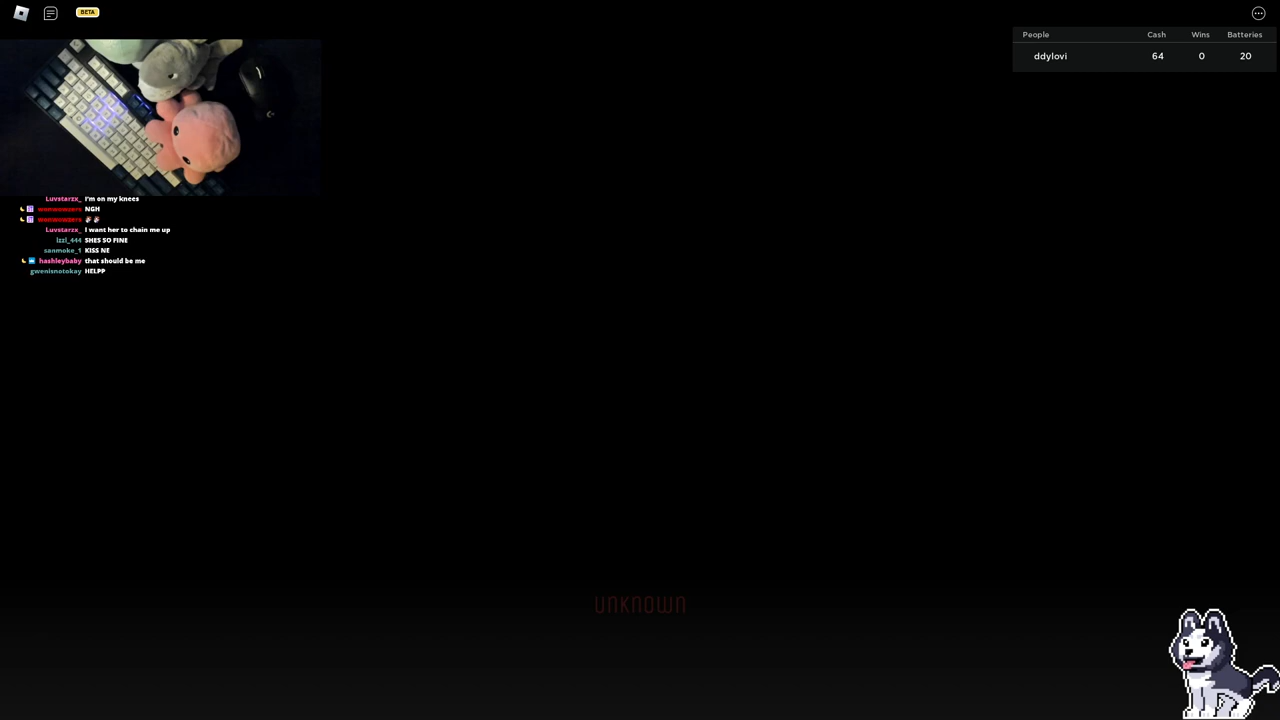 BETA
People Cash Wins Batteries
ddylovi 64 0 20
Luvstarzx_ I'm on my knees
NGH
Luvstarzx_ I want her to chain me up
izzi_444 SHES SO FINE
sanmoke_1 KISS NE
hashleybaby that should be me
gwenisnotokay HELPP
UNKNOWN